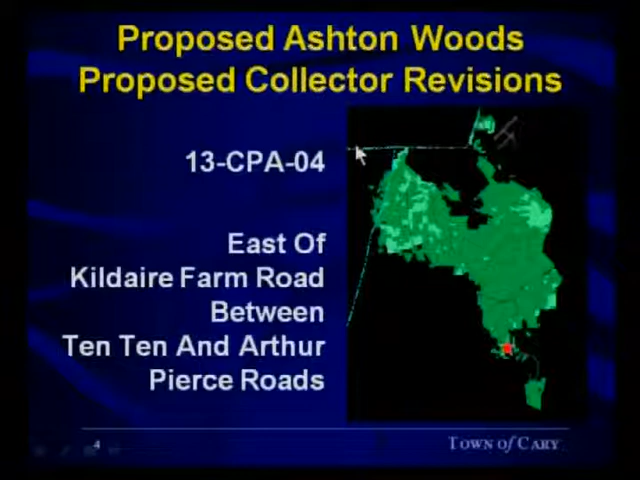 Proposed Ashton Woods
Proposed Collector Revisions
13-CPA-04
East Of
Kildaire Farm Road
Between
Ten Ten And Arthur
Pierce Roads
4
TOWN of CARY